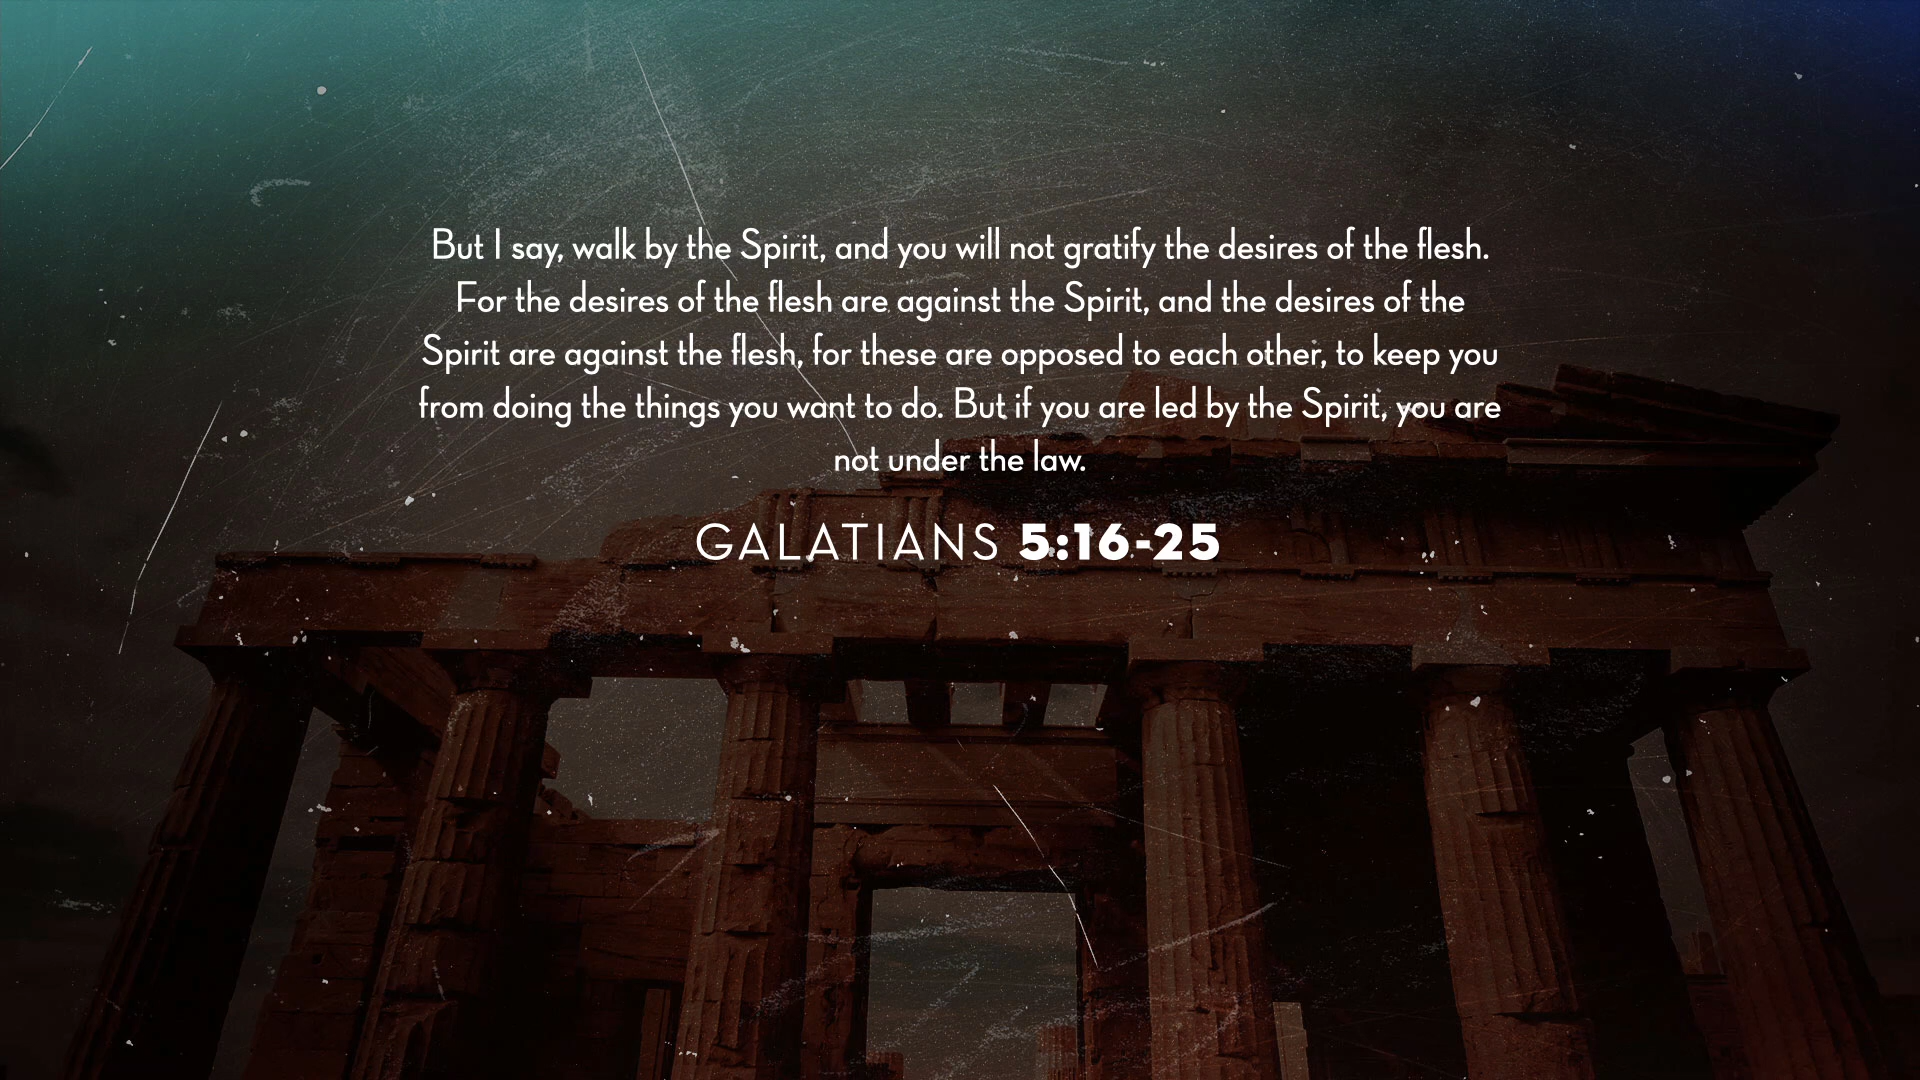 But I say, walk by the Spirit, and you will not gratify the desires of the flesh.
For the desires of the flesh are against the Spirit, and the desires of the
Spirit are against the flesh, for these are opposed to each other, to keep you
from doing the things you want to do. But if you are led by the Spirit, you are
not under the law.
GALATIANS 5:16-25